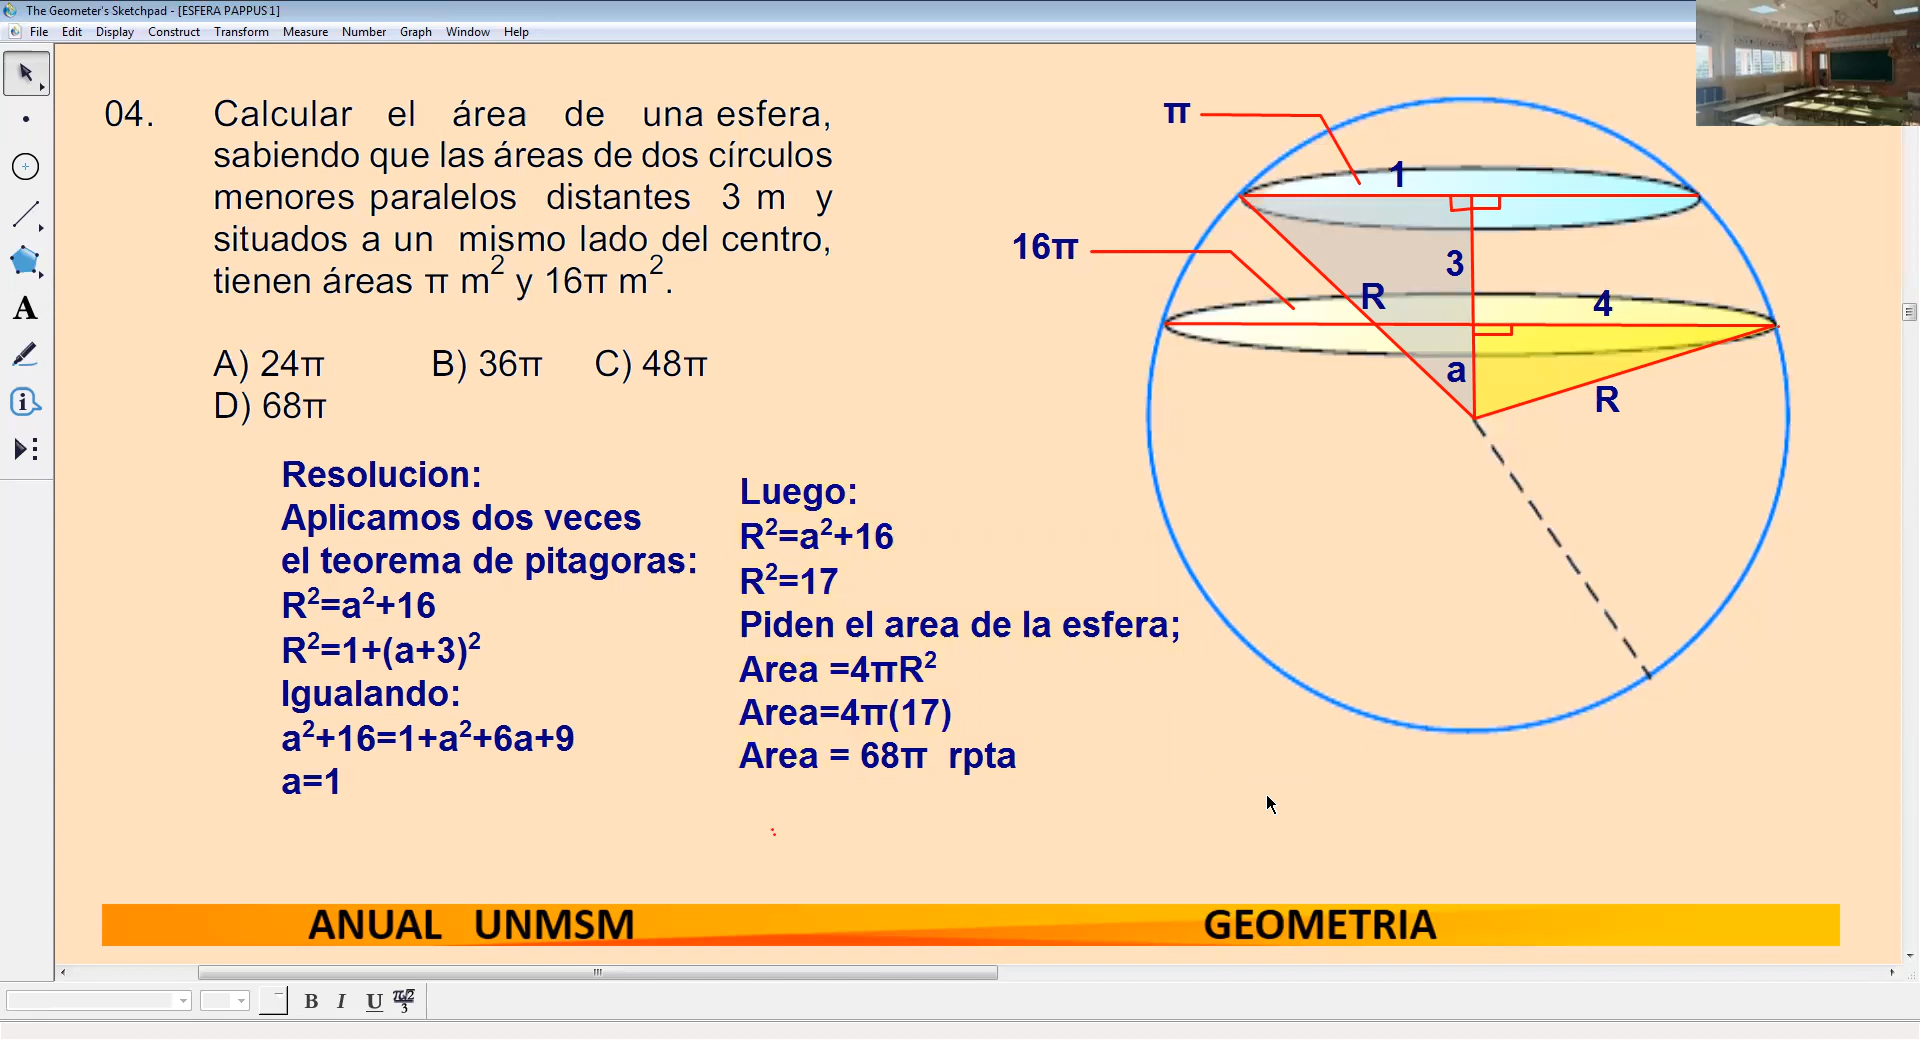 The Geometer's Sketchpad - [ESFERA PAPPUS 1]
File Edit Display Construct Transform Measure Number Graph Window Help
04. Calcular el área de una esfera,
sabiendo que las áreas de dos círculos
menores paralelos distantes 3 m y
situados a un mismo lado del centro,
tienen áreas π m² y 16π m².
A) 24π B) 36π C) 48π
D) 68π
Resolucion:
Aplicamos dos veces
el teorema de pitagoras:
R²=a²+16
R²=1+(a+3)²
Igualando:
a²+16=1+a²+6a+9
a=1
Luego:
R²=a²+16
R²=17
Piden el area de la esfera;
Area =4πR²
Area=4π(17)
Area = 68π rpta
π
1
16π
3
R
4
a
R
ANUAL UNMSM GEOMETRIA
B I U